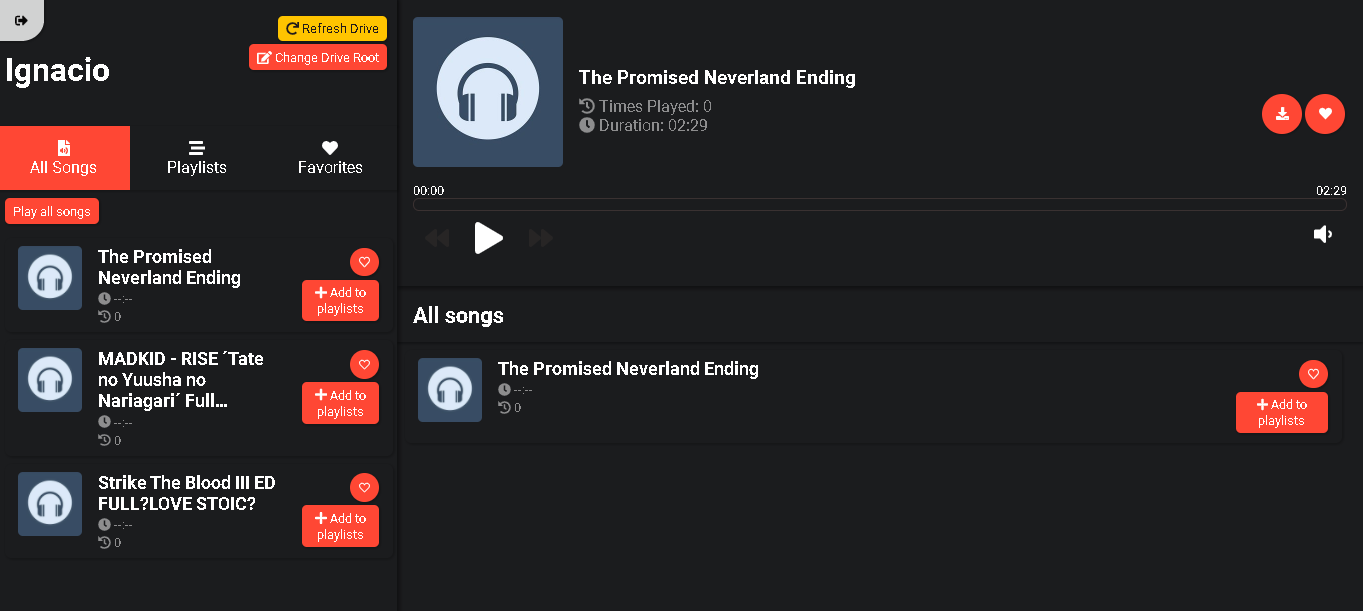 Refresh Drive
Change Drive Root
Ignacio
All Songs
Playlists
Favorites
Play all songs
The Promised
Neverland Ending
--:--
0
Add to
playlists
MADKID - RISE ´Tate
no Yuusha no
Nariagari´ Full...
--:--
0
Add to
playlists
Strike The Blood III ED
FULL?LOVE STOIC?
--:--
0
Add to
playlists
The Promised Neverland Ending
Times Played: 0
Duration: 02:29
00:00
02:29
All songs
The Promised Neverland Ending
--:--
0
Add to
playlists